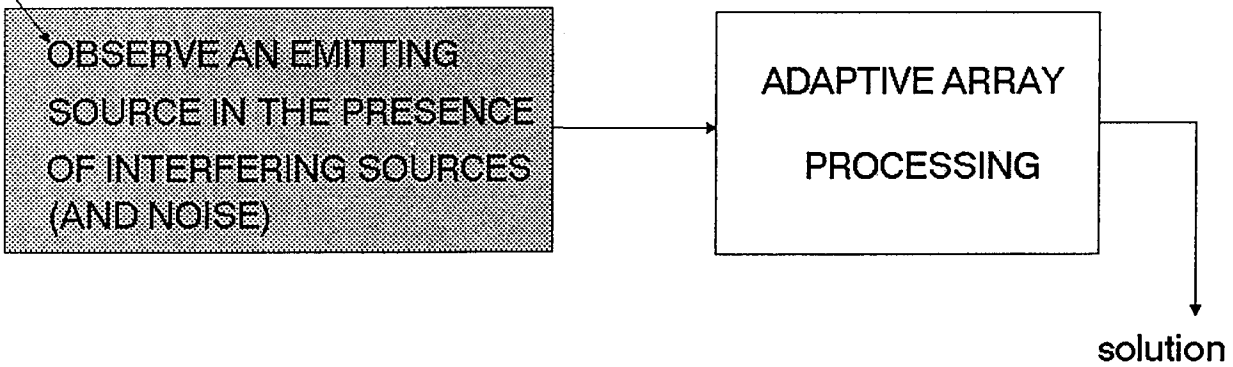 OBSERVE AN EMITTING
SOURCE IN THE PRESENCE
OF INTERFERING SOURCES
(AND NOISE)
ADAPTIVE ARRAY
PROCESSING
solution